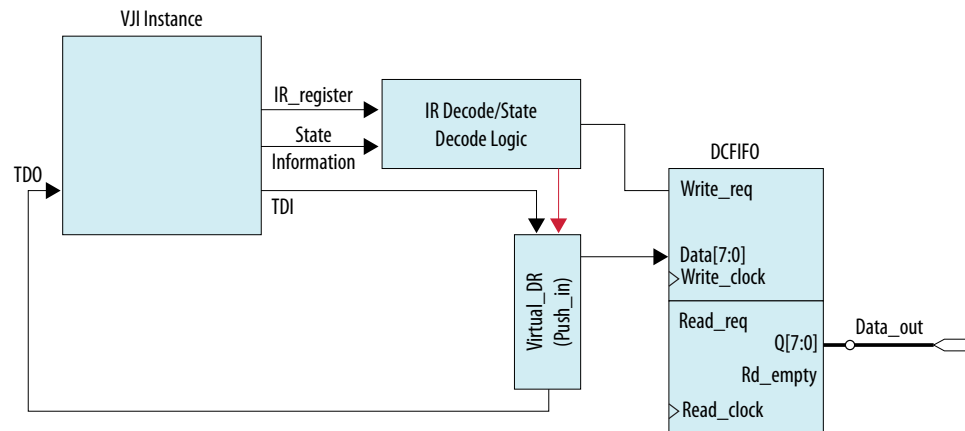 VJI Instance
IR_register
State
Information
TDO
TDI
IR Decode/State
Decode Logic
Virtual_DR
(Push_in)
DCFIFO
Write_req
Data[7:0]
Write_clock
Read_req
Q[7:0]
Rd_empty
Read_clock
Data_out